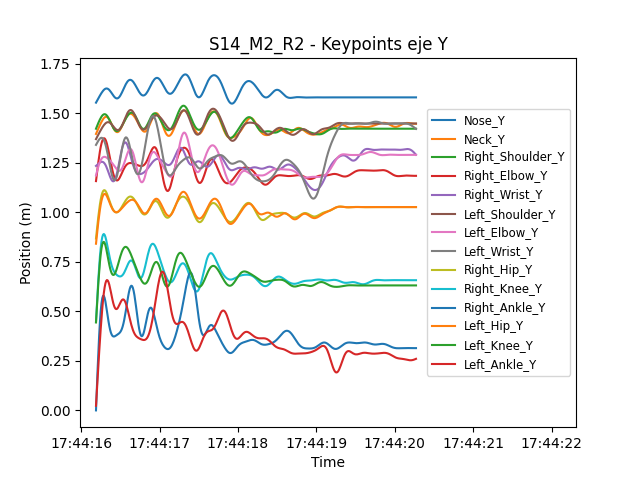 S14_M2_R2 - Keypoints eje Y
Position (m)
1.75
1.50
1.25
1.00
0.75
0.50
0.25
0.00
Nose_Y
Neck_Y
Right_Shoulder_Y
Right_Elbow_Y
Right_Wrist_Y
Left_Shoulder_Y
Left_Elbow_Y
Left_Wrist_Y
Right_Hip_Y
Right_Knee_Y
Right_Ankle_Y
Left_Hip_Y
Left_Knee_Y
Left_Ankle_Y
17:44:16 17:44:17 17:44:18 17:44:19 17:44:20 17:44:21 17:44:22
Time